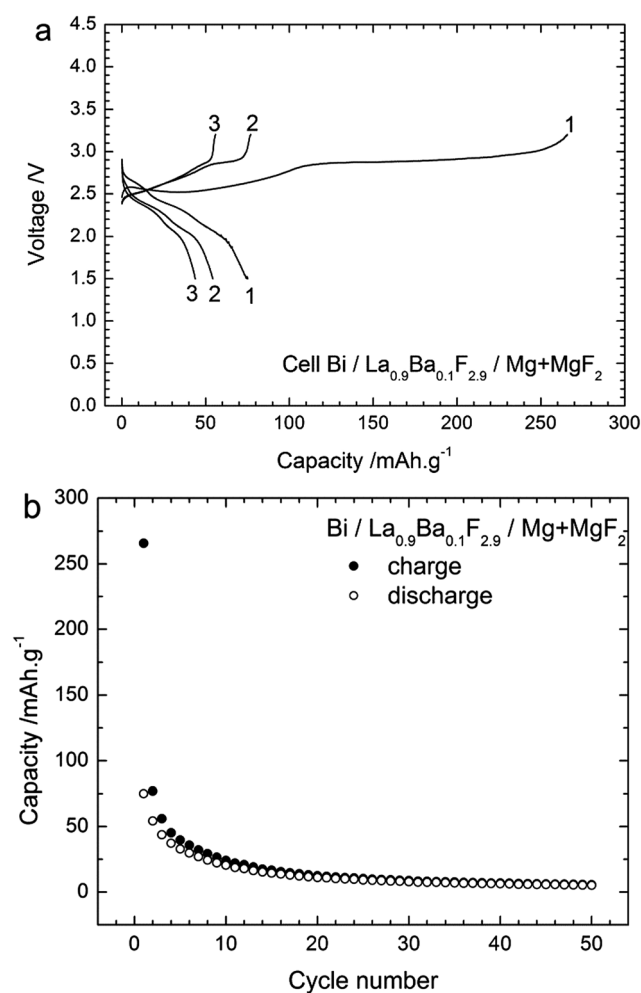 a
4.5
4.0
3.5
3.0
2.5
2.0
1.5
1.0
0.5
0.0
Voltage /V
3 2 1
3 2 1
Cell Bi / La0.9Ba0.1F2.9 / Mg+MgF2
0 50 100 150 200 250 300
Capacity /mAh.g-1
b
300
250
200
150
100
50
0
Capacity /mAh.g-1
Bi / La0.9Ba0.1F2.9 / Mg+MgF2
charge
discharge
0 10 20 30 40 50
Cycle number